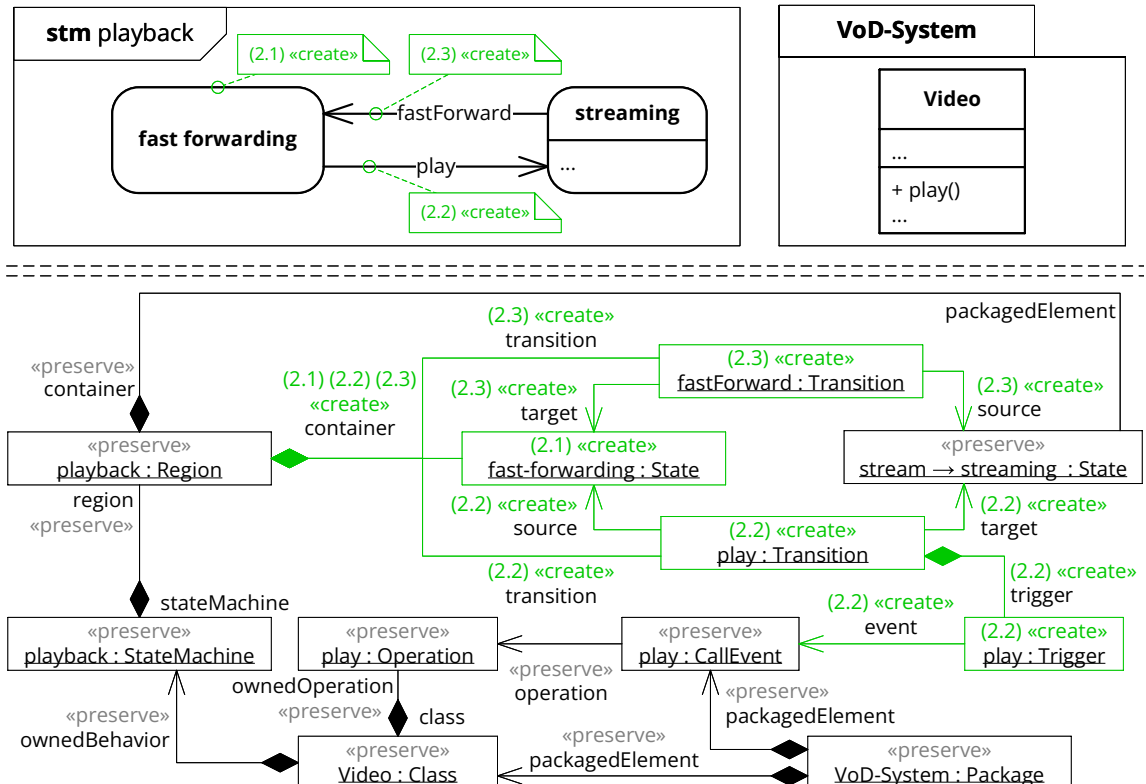 stm playback
(2.1) «create»
(2.3) «create»
fast forwarding
fastForward
play
streaming
...
(2.2) «create»
VoD-System
Video
...
+ play()
...
packagedElement
(2.3) «create»
transition
«preserve»
container
(2.1) (2.2) (2.3)
«create»
container
(2.3) «create»
fastForward : Transition
(2.3) «create»
target
(2.3) «create»
source
«preserve»
playback : Region
(2.1) «create»
fast-forwarding : State
«preserve»
stream → streaming : State
region
«preserve»
(2.2) «create»
source
(2.2) «create»
play : Transition
(2.2) «create»
target
(2.2) «create»
transition
(2.2) «create»
trigger
stateMachine
(2.2) «create»
event
«preserve»
playback : StateMachine
«preserve»
play : Operation
«preserve»
play : CallEvent
(2.2) «create»
play : Trigger
«preserve»
operation
ownedOperation
«preserve»
class
«preserve»
packagedElement
«preserve»
ownedBehavior
«preserve»
packagedElement
«preserve»
Video : Class
«preserve»
VoD-System : Package